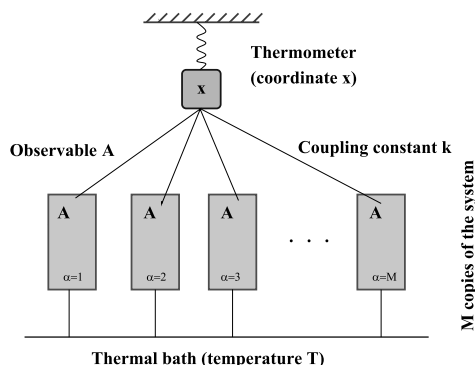 Thermometer
(coordinate x)
x
Observable A
Coupling constant k
A A A A
. . .
α=1 α=2 α=3 α=M
M copies of the system
Thermal bath (temperature T)